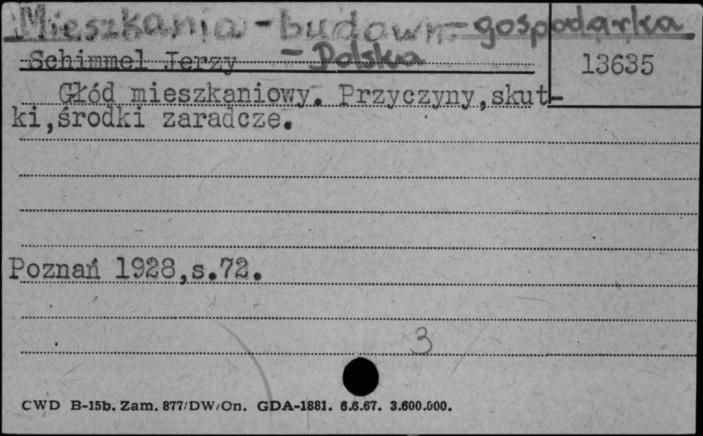 Mieszkania - budown - gospodarka
Schimmel Jerzy - Polska
13635
Głód mieszkaniowy. Przyczyny,skut-
ki,środki zaradcze.
Poznań 1928,s.72.
3
CWD B-15b. Zam. 877/DW/On. GDA-1881. 6.6.67. 3.600.000.